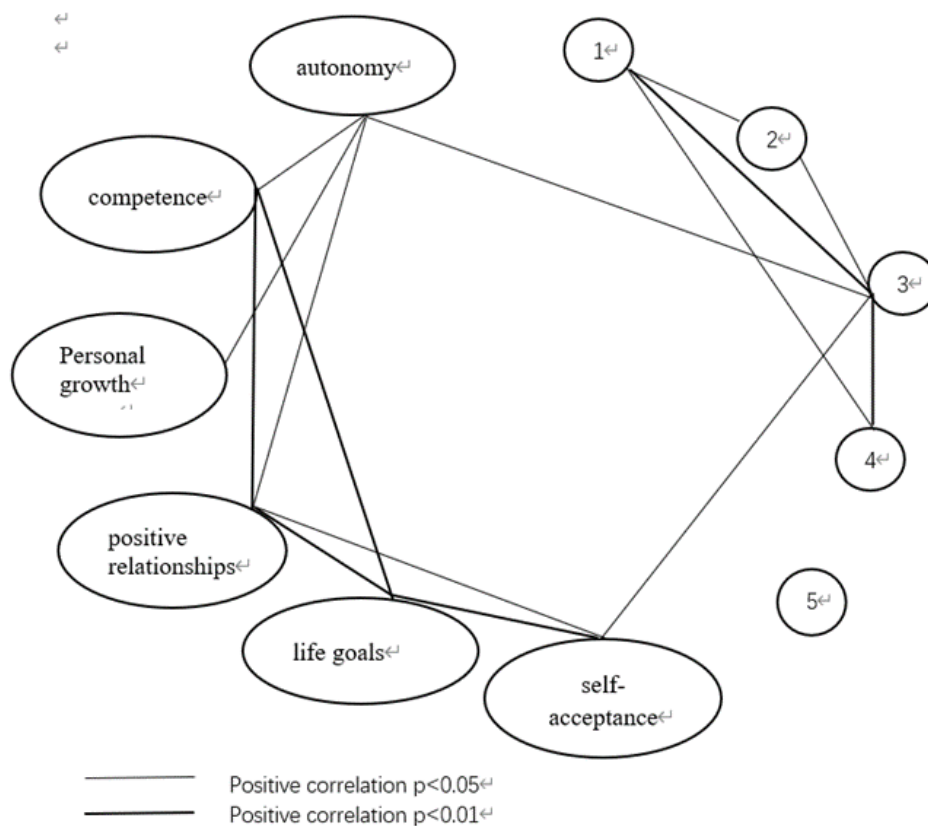 autonomy↵
1↵
2↵
competence↵
3↵
Personal
growth↵
4↵
positive
relationships↵
5↵
life goals↵
self-
acceptance↵
Positive correlation p<0.05↵
Positive correlation p<0.01↵